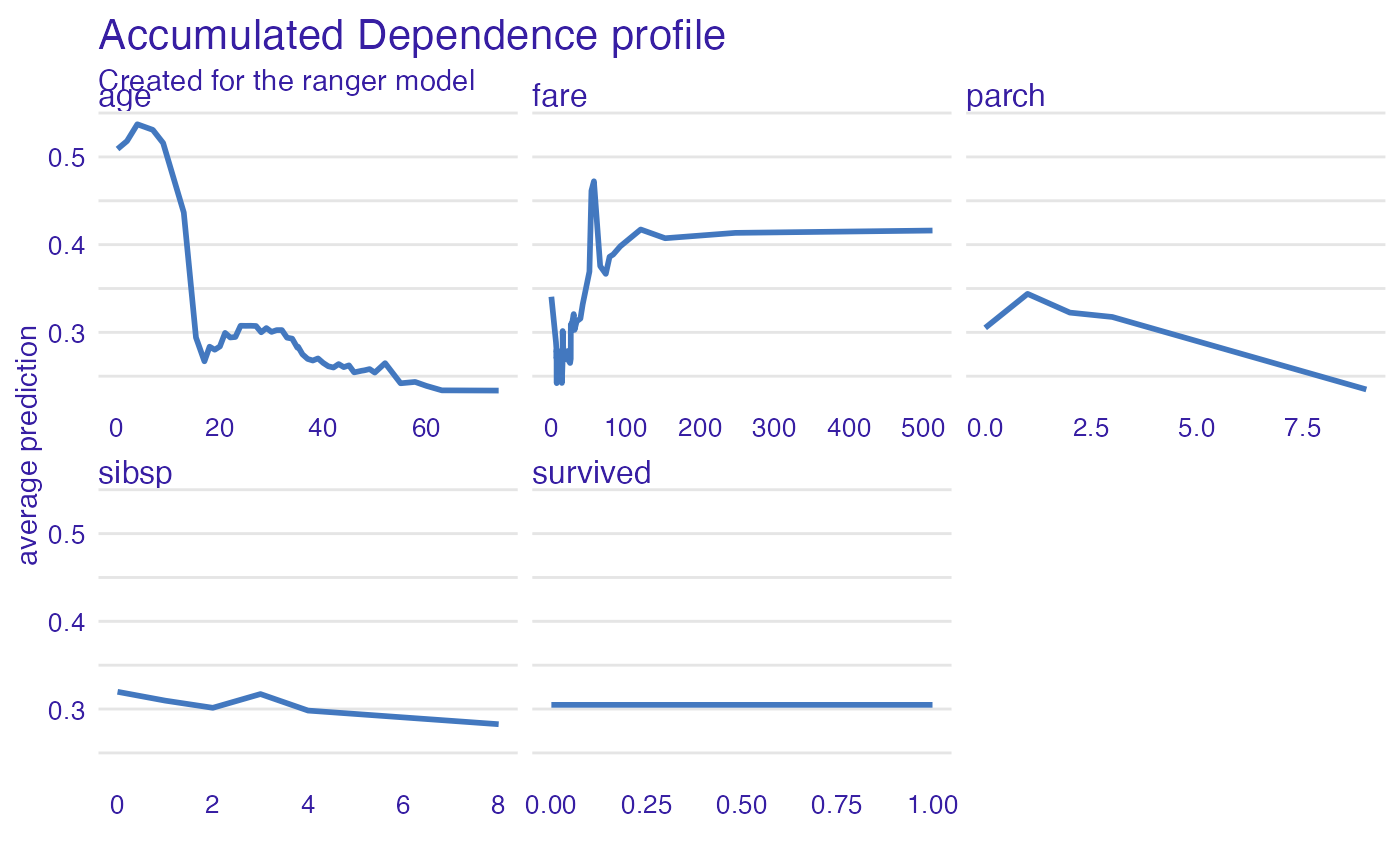 Accumulated Dependence profile
Created for the ranger model
age
fare
parch
0.5
0.4
0.3
0 20 40 60
0 100 200 300 400 500
0.0 2.5 5.0 7.5
average prediction
sibsp
survived
0.5
0.4
0.3
0 2 4 6 8
0.00 0.25 0.50 0.75 1.00